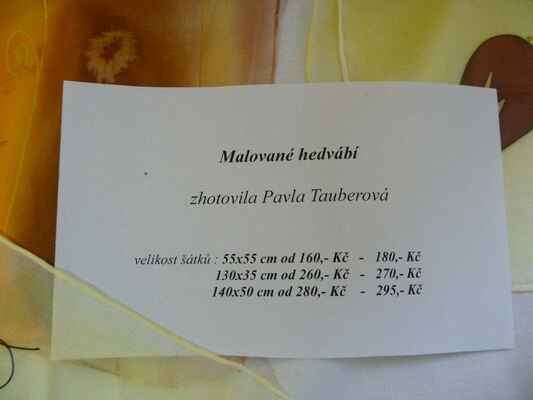 Malované hedvábí
zhotovila Pavla Tauberová
velikost šátků : 55x55 cm od 160,- Kč - 180,- Kč
130x35 cm od 260,- Kč - 270,- Kč
140x50 cm od 280,- Kč - 295,- Kč